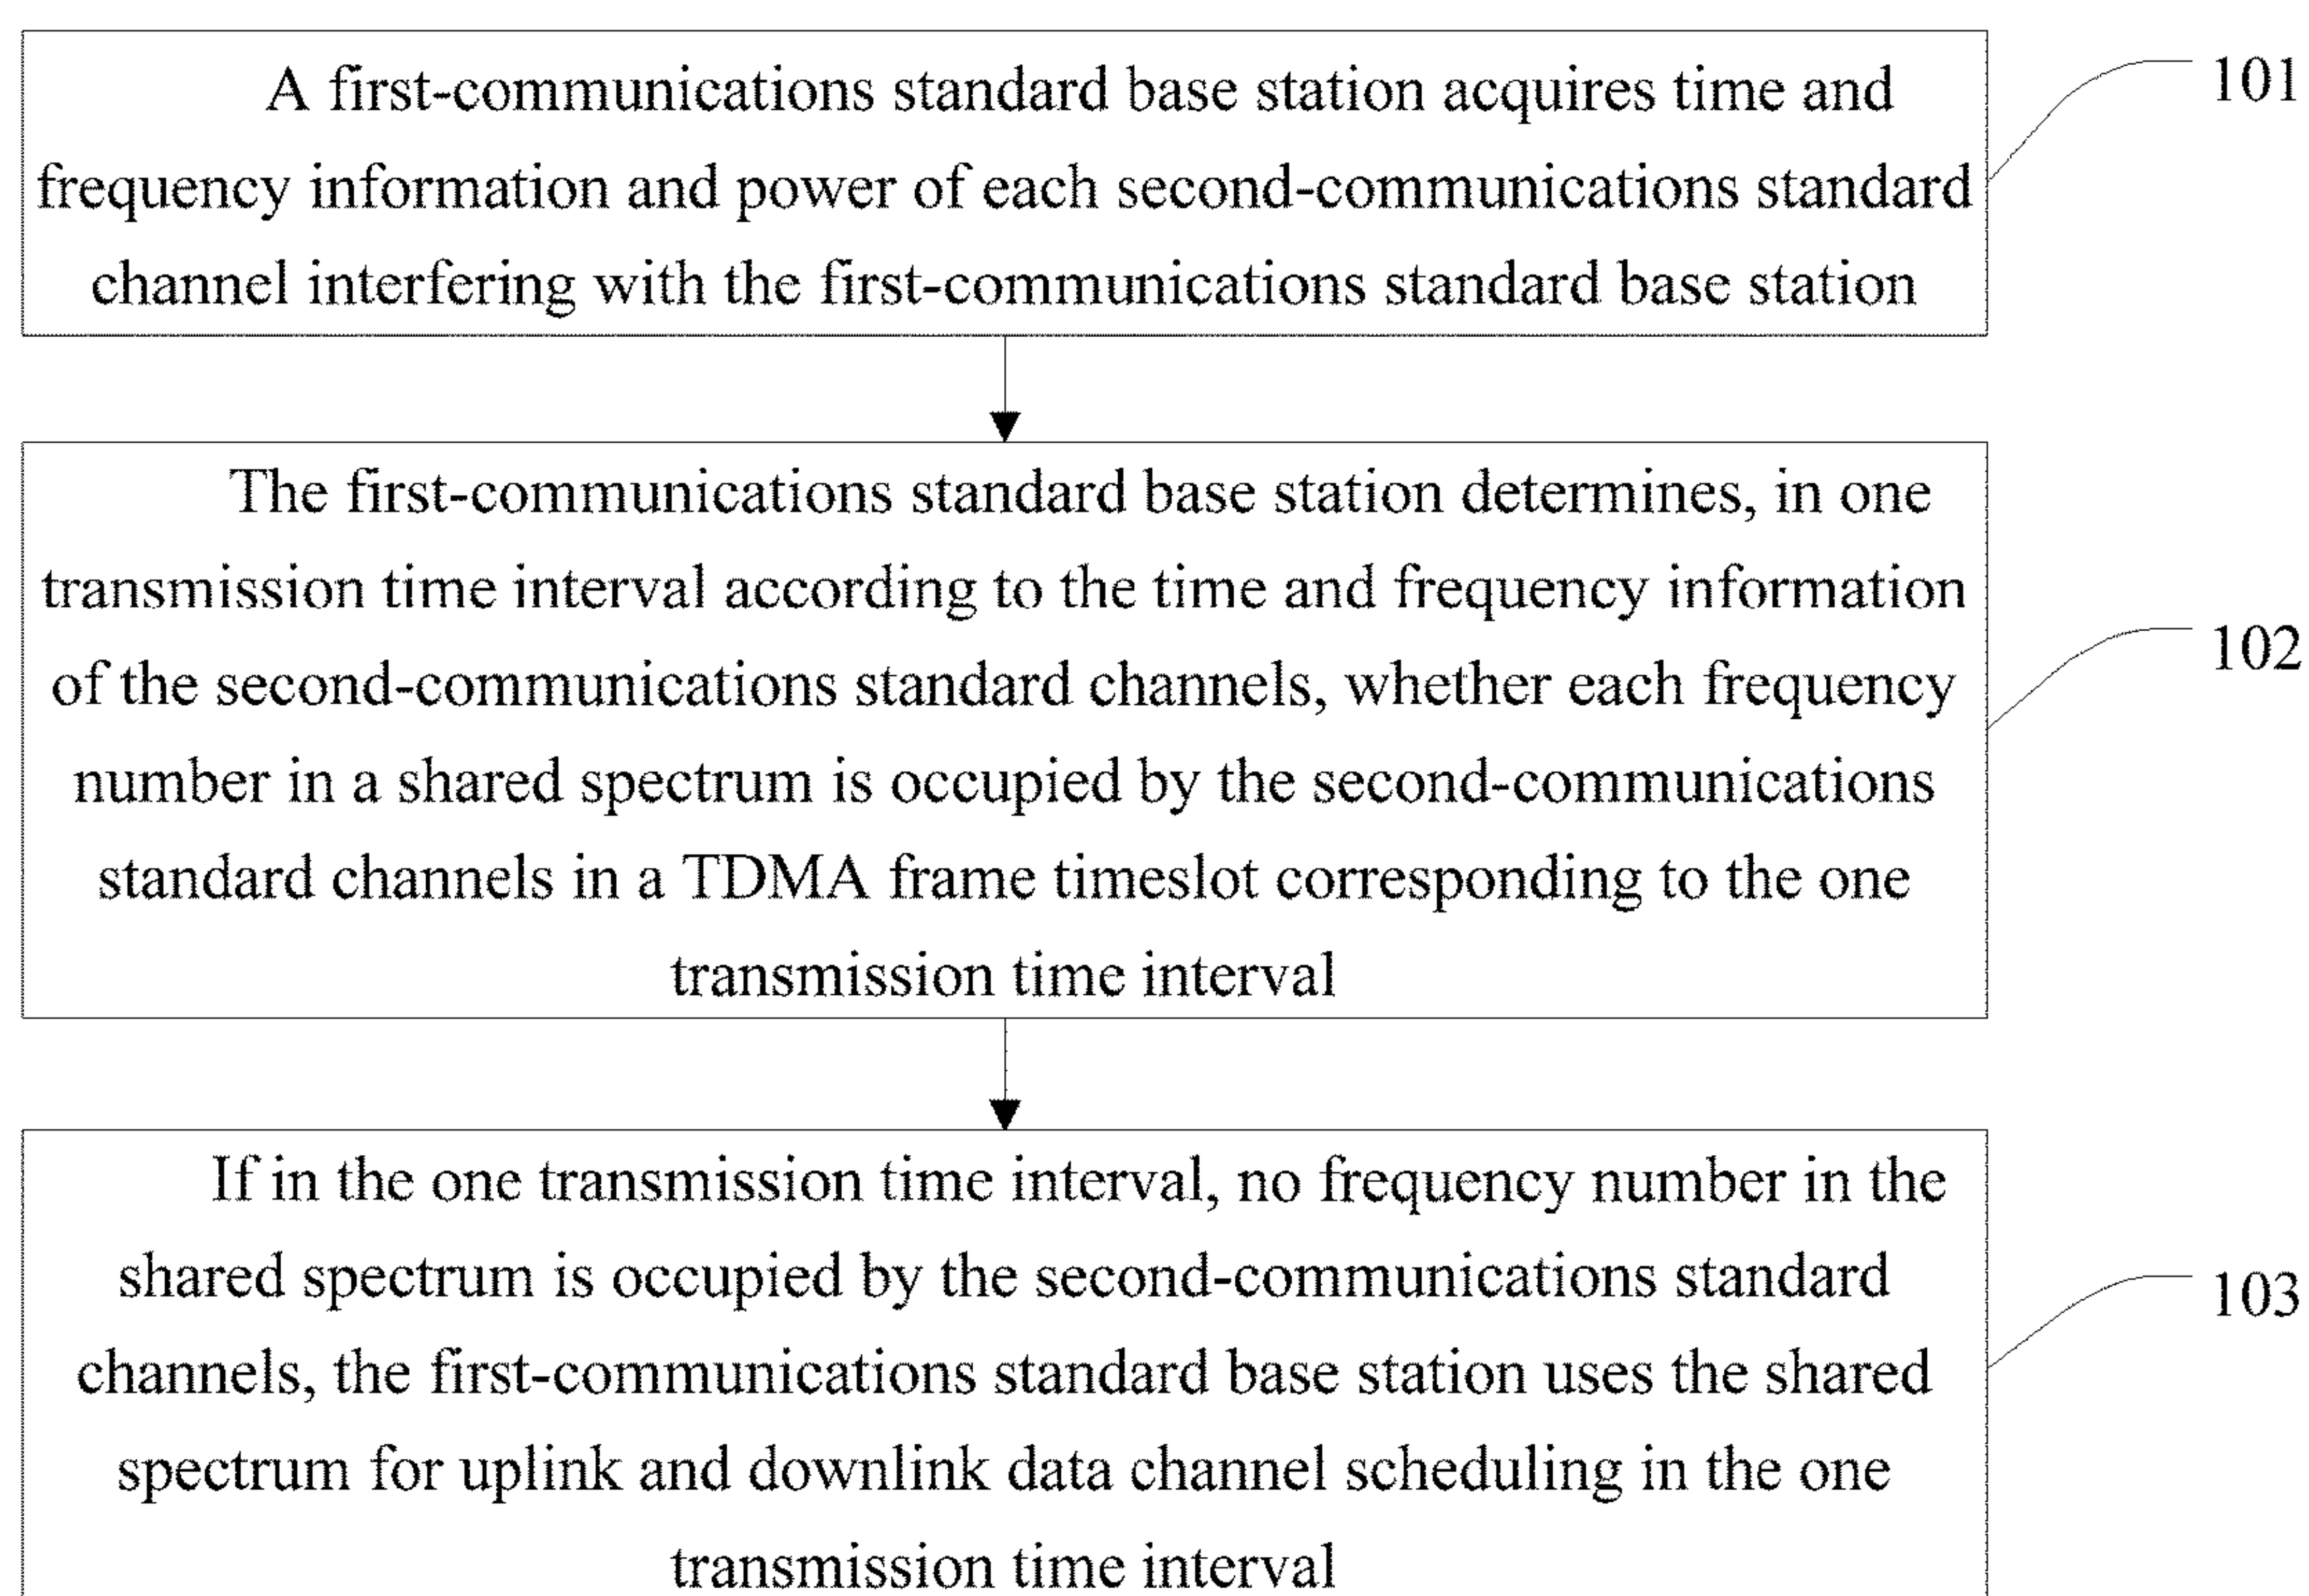 A first-communications standard base station acquires time and
frequency information and power of each second-communications standard
channel interfering with the first-communications standard base station
101
The first-communications standard base station determines, in one
transmission time interval according to the time and frequency information
of the second-communications standard channels, whether each frequency
number in a shared spectrum is occupied by the second-communications
standard channels in a TDMA frame timeslot corresponding to the one
transmission time interval
102
If in the one transmission time interval, no frequency number in the
shared spectrum is occupied by the second-communications standard
channels, the first-communications standard base station uses the shared
spectrum for uplink and downlink data channel scheduling in the one
transmission time interval
103